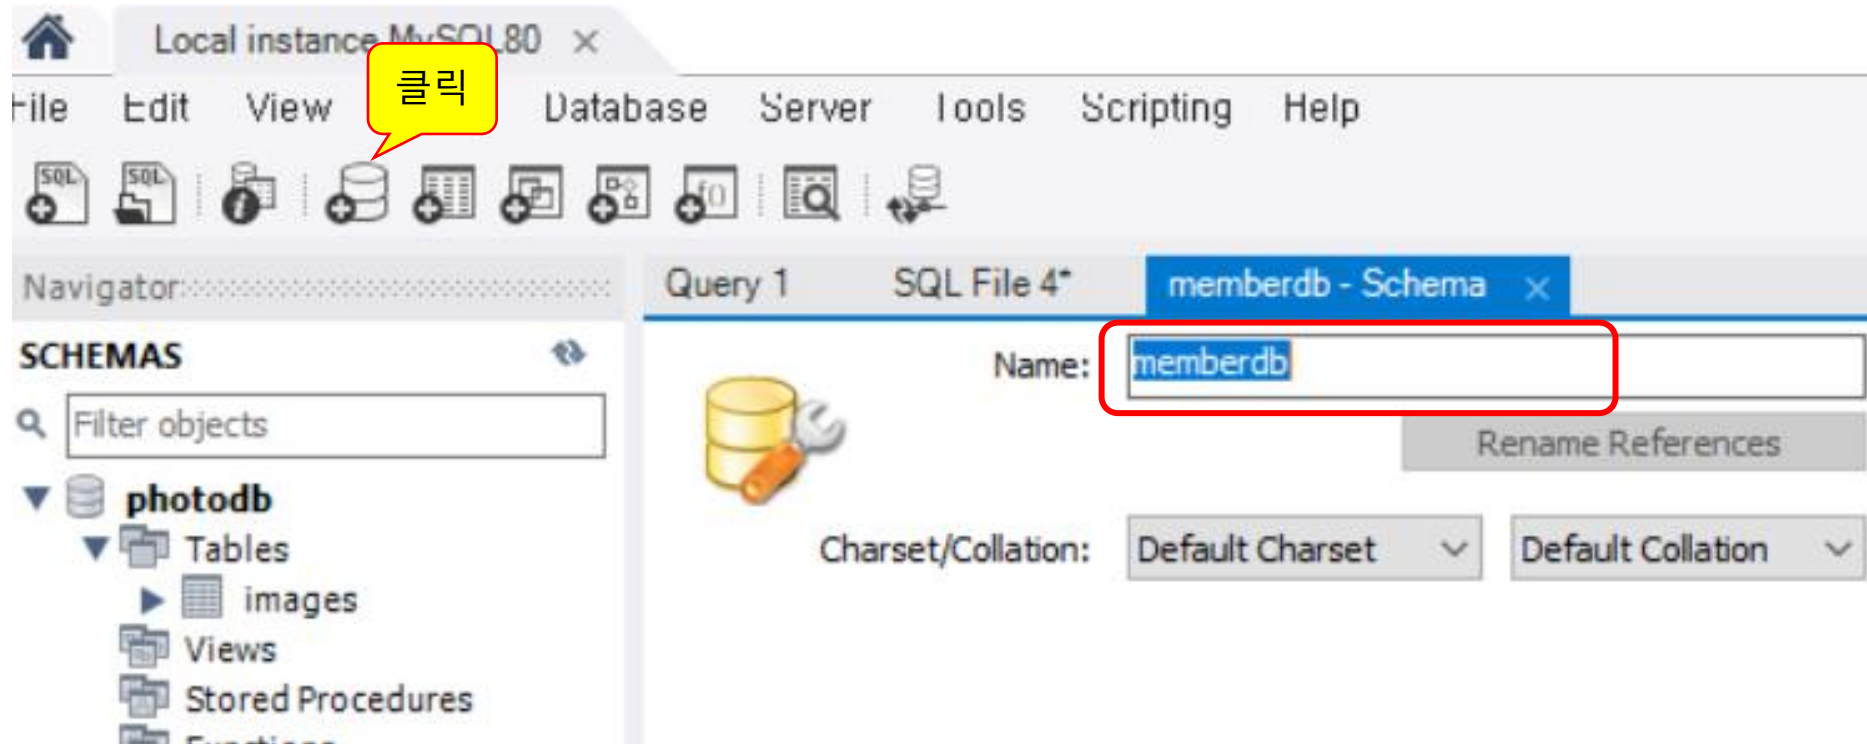 Local instance MySQL80 ×
클릭
File Edit View Database Server Tools Scripting Help
SQL SQL
f()
Navigator
Query 1 SQL File 4* memberdb - Schema ×
SCHEMAS
Name: memberdb
Filter objects
Rename References
photodb
Tables
Charset/Collation: Default Charset Default Collation
images
Views
Stored Procedures
Functions